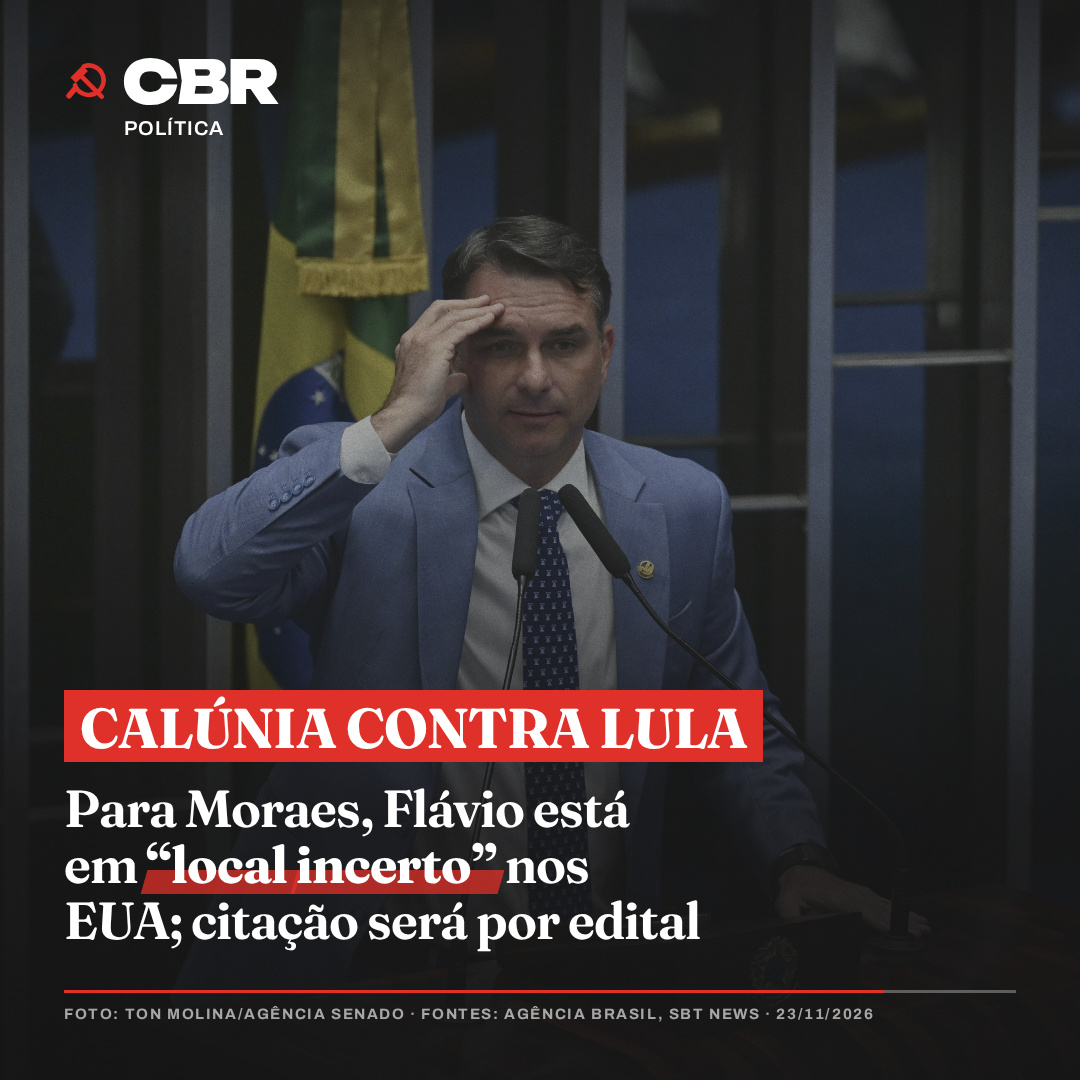 CBR
POLÍTICA
CALÚNIA CONTRA LULA
Para Moraes, Flávio está
em “local incerto” nos
EUA; citação será por edital
FOTO: TON MOLINA/AGÊNCIA SENADO · FONTES: AGÊNCIA BRASIL, SBT NEWS · 23/11/2026